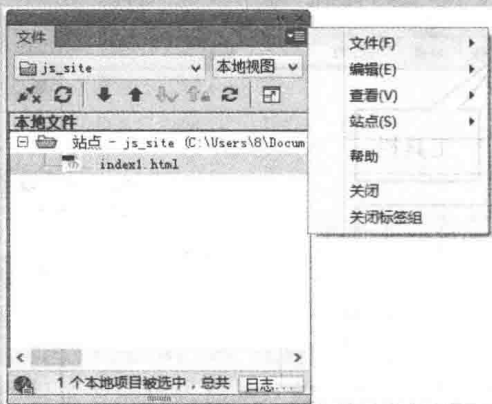 文件
js_site
本地视图
本地文件
站点 - js_site (C:\Users\8\Docum
index1.html
1 个本地项目被选中，总共
日志...
文件(F)
编辑(E)
查看(V)
站点(S)
帮助
关闭
关闭标签组